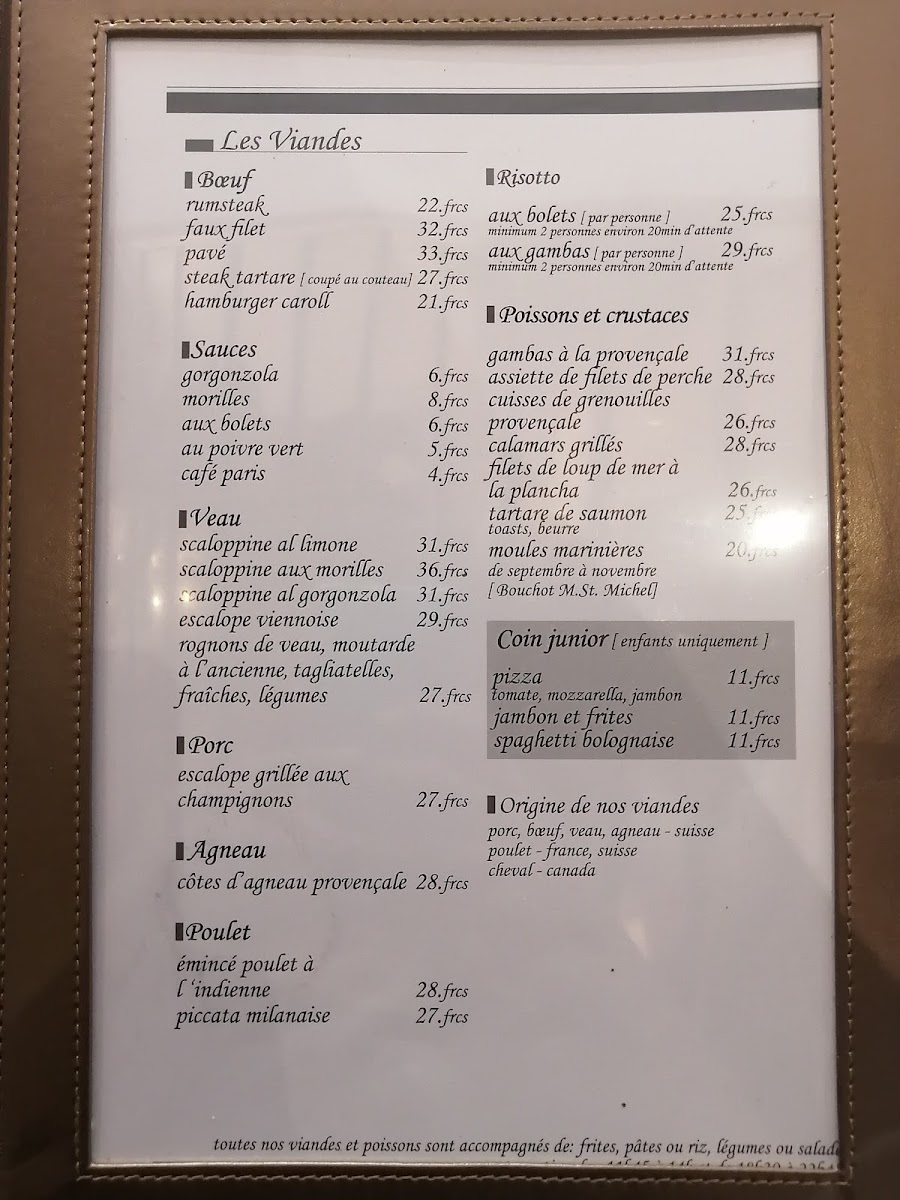 Les Viandes
Bœuf
rumsteak 22.frcs
faux filet 32.frcs
pavé 33.frcs
steak tartare [ coupé au couteau] 27.frcs
hamburger caroll 21.frcs
Sauces
gorgonzola 6.frcs
morilles 8.frcs
aux bolets 6.frcs
au poivre vert 5.frcs
café paris 4.frcs
Veau
scaloppine al limone 31.frcs
scaloppine aux morilles 36.frcs
scaloppine al gorgonzola 31.frcs
escalope viennoise 29.frcs
rognons de veau, moutarde
à l'ancienne, tagliatelles,
fraîches, légumes 27.frcs
Porc
escalope grillée aux
champignons 27.frcs
Agneau
côtes d'agneau provençale 28.frcs
Poulet
émincé poulet à
l 'indienne 28.frcs
piccata milanaise 27.frcs
Risotto
aux bolets [ par personne ] 25.frcs
minimum 2 personnes environ 20min d'attente
aux gambas [ par personne ] 29.frcs
minimum 2 personnes environ 20min d'attente
Poissons et crustaces
gambas à la provençale 31.frcs
assiette de filets de perche 28.frcs
cuisses de grenouilles
provençale 26.frcs
calamars grillés 28.frcs
filets de loup de mer à
la plancha 26.frcs
tartare de saumon 25.frcs
toasts, beurre
moules marinières 20.frcs
de septembre à novembre
[ Bouchot M.St. Michel]
Coin junior [ enfants uniquement ]
pizza 11.frcs
tomate, mozzarella, jambon
jambon et frites 11.frcs
spaghetti bolognaise 11.frcs
Origine de nos viandes
porc, bœuf, veau, agneau - suisse
poulet - france, suisse
cheval - canada
toutes nos viandes et poissons sont accompagnés de: frites, pâtes ou riz, légumes ou salade